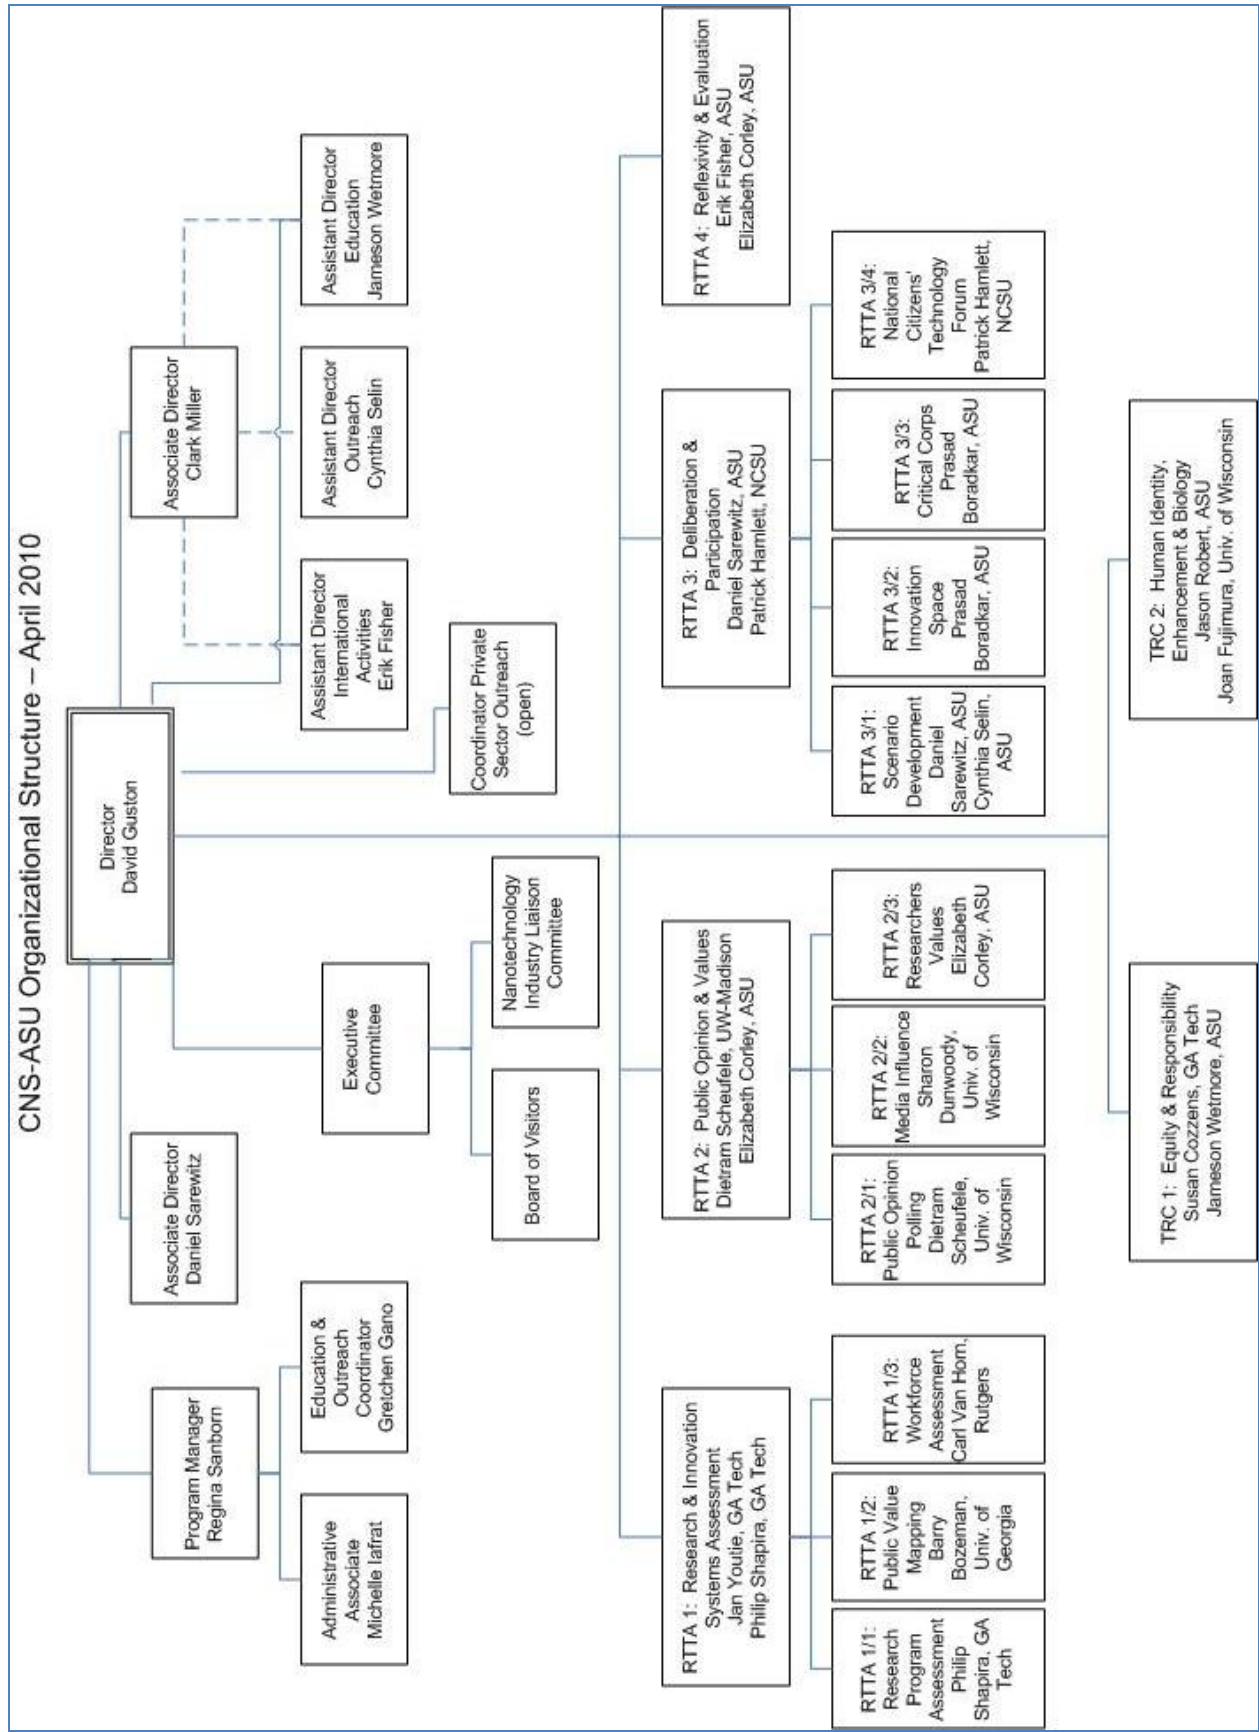 CNS-ASU Organizational Structure – April 2010
Director
David Guston
Program Manager
Regina Sanborn
Associate Director
Daniel Sarewitz
Associate Director
Clark Miller
Administrative
Associate
Michelle Iafrat
Education &
Outreach
Coordinator
Gretchen Gano
Executive
Committee
Board of Visitors
Nanotechnology
Industry Liaison
Committee
Coordinator Private
Sector Outreach
(open)
Assistant Director
International
Activities
Erik Fisher
Assistant Director
Outreach
Cynthia Selin
Assistant Director
Education
Jameson Wetmore
RTTA 1: Research & Innovation
Systems Assessment
Jan Youtie, GA Tech
Philip Shapira, GA Tech
RTTA 2: Public Opinion & Values
Dietram Scheufele, UW-Madison
Elizabeth Corley, ASU
RTTA 3: Deliberation &
Participation
Daniel Sarewitz, ASU
Patrick Hamlett, NCSU
RTTA 4: Reflexivity & Evaluation
Erik Fisher, ASU
Elizabeth Corley, ASU
RTTA 1/1:
Research
Program
Assessment
Philip
Shapira, GA
Tech
RTTA 1/2:
Public Value
Mapping
Barry
Bozeman,
Univ. of
Georgia
RTTA 1/3:
Workforce
Assessment
Carl Van Horn,
Rutgers
RTTA 2/1:
Public Opinion
Polling
Dietram
Scheufele,
Univ. of
Wisconsin
RTTA 2/2:
Media Influence
Sharon
Dunwoody,
Univ. of
Wisconsin
RTTA 2/3:
Researchers
Values
Elizabeth
Corley, ASU
RTTA 3/1:
Scenario
Development
Daniel
Sarewitz, ASU
Cynthia Selin,
ASU
RTTA 3/2:
Innovation
Space
Prasad
Boradkar, ASU
RTTA 3/3:
Critical Corps
Prasad
Boradkar, ASU
RTTA 3/4:
National
Citizens'
Technology
Forum
Patrick Hamlett,
NCSU
TRC 1: Equity & Responsibility
Susan Cozzens, GA Tech
Jameson Wetmore, ASU
TRC 2: Human Identity,
Enhancement & Biology
Jason Robert, ASU
Joan Fujimura, Univ. of Wisconsin